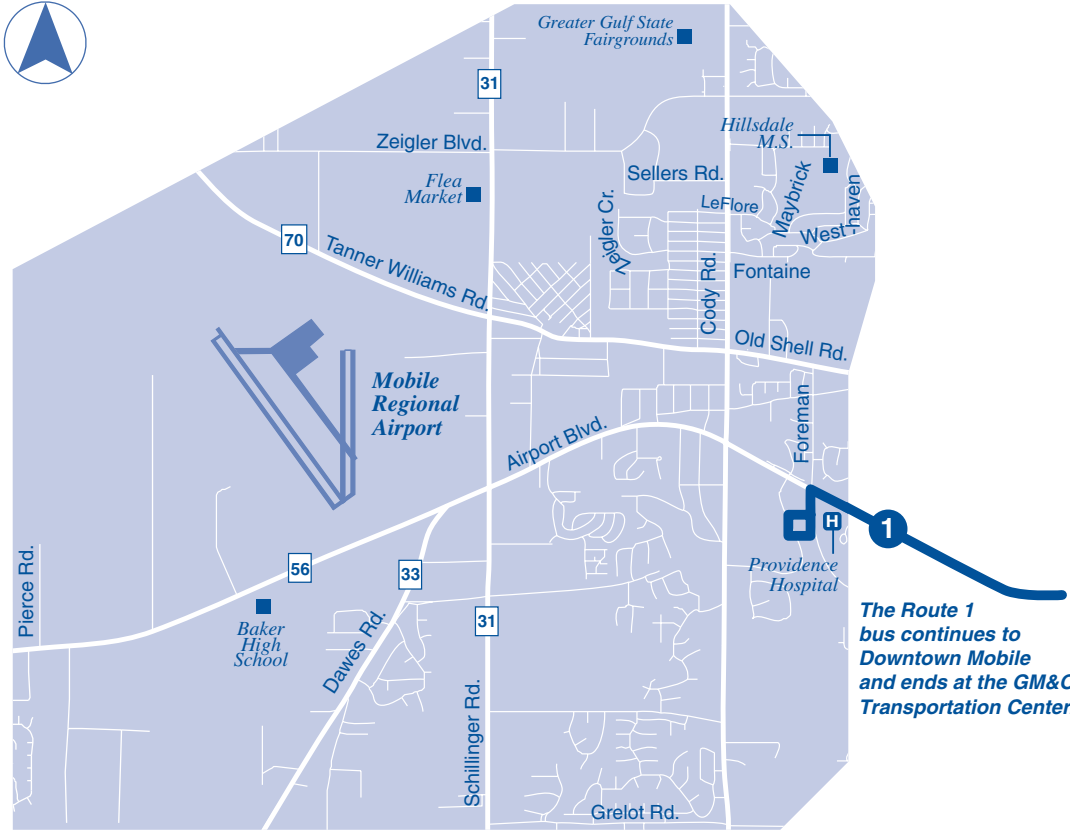 Greater Gulf State
Fairgrounds
31
Hillsdale
M.S.
Zeigler Blvd.
Sellers Rd.
Flea
Market
LeFlore
Maybrick
West-haven
Zeigler Cr.
70
Tanner Williams Rd.
Cody Rd.
Fontaine
Old Shell Rd.
Mobile
Regional
Airport
Foreman
Airport Blvd.
H
1
Providence
Hospital
Pierce Rd.
56
33
31
Baker
High
School
Dawes Rd.
The Route 1
bus continues to
Downtown Mobile
and ends at the GM&O
Transportation Center
Schillinger Rd.
Grelot Rd.